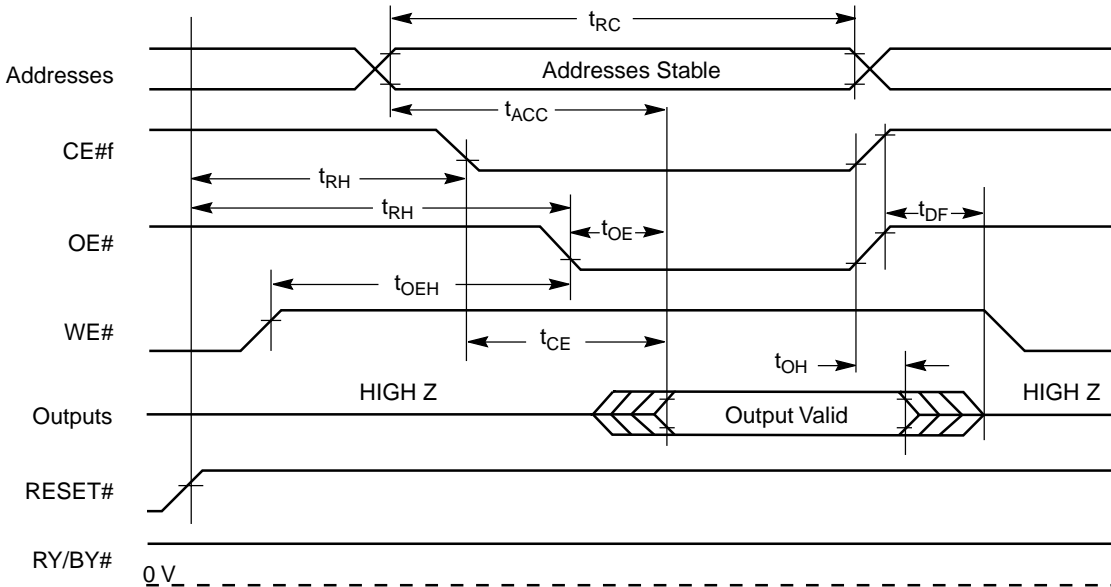 tRC
Addresses
Addresses Stable
tACC
CE#f
tRH
tRH
tDF
OE#
tOE
tOEH
WE#
tCE
tOH
HIGH Z
HIGH Z
Outputs
Output Valid
RESET#
RY/BY#
0 V